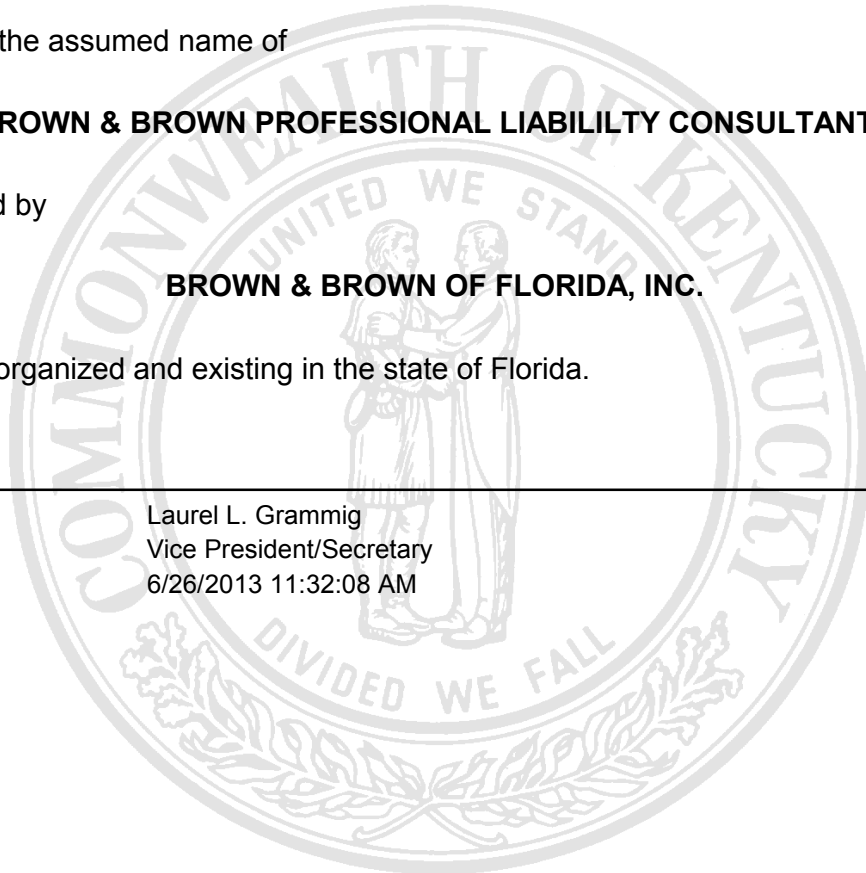 the assumed name of
ROWN & BROWN PROFESSIONAL LIABILILTY CONSULTANT
d by
BROWN & BROWN OF FLORIDA, INC.
organized and existing in the state of Florida.
Laurel L. Grammig
Vice President/Secretary
6/26/2013 11:32:08 AM
COMMONWEALTH OF KENTUCKY
UNITED WE STAND
DIVIDED WE FALL